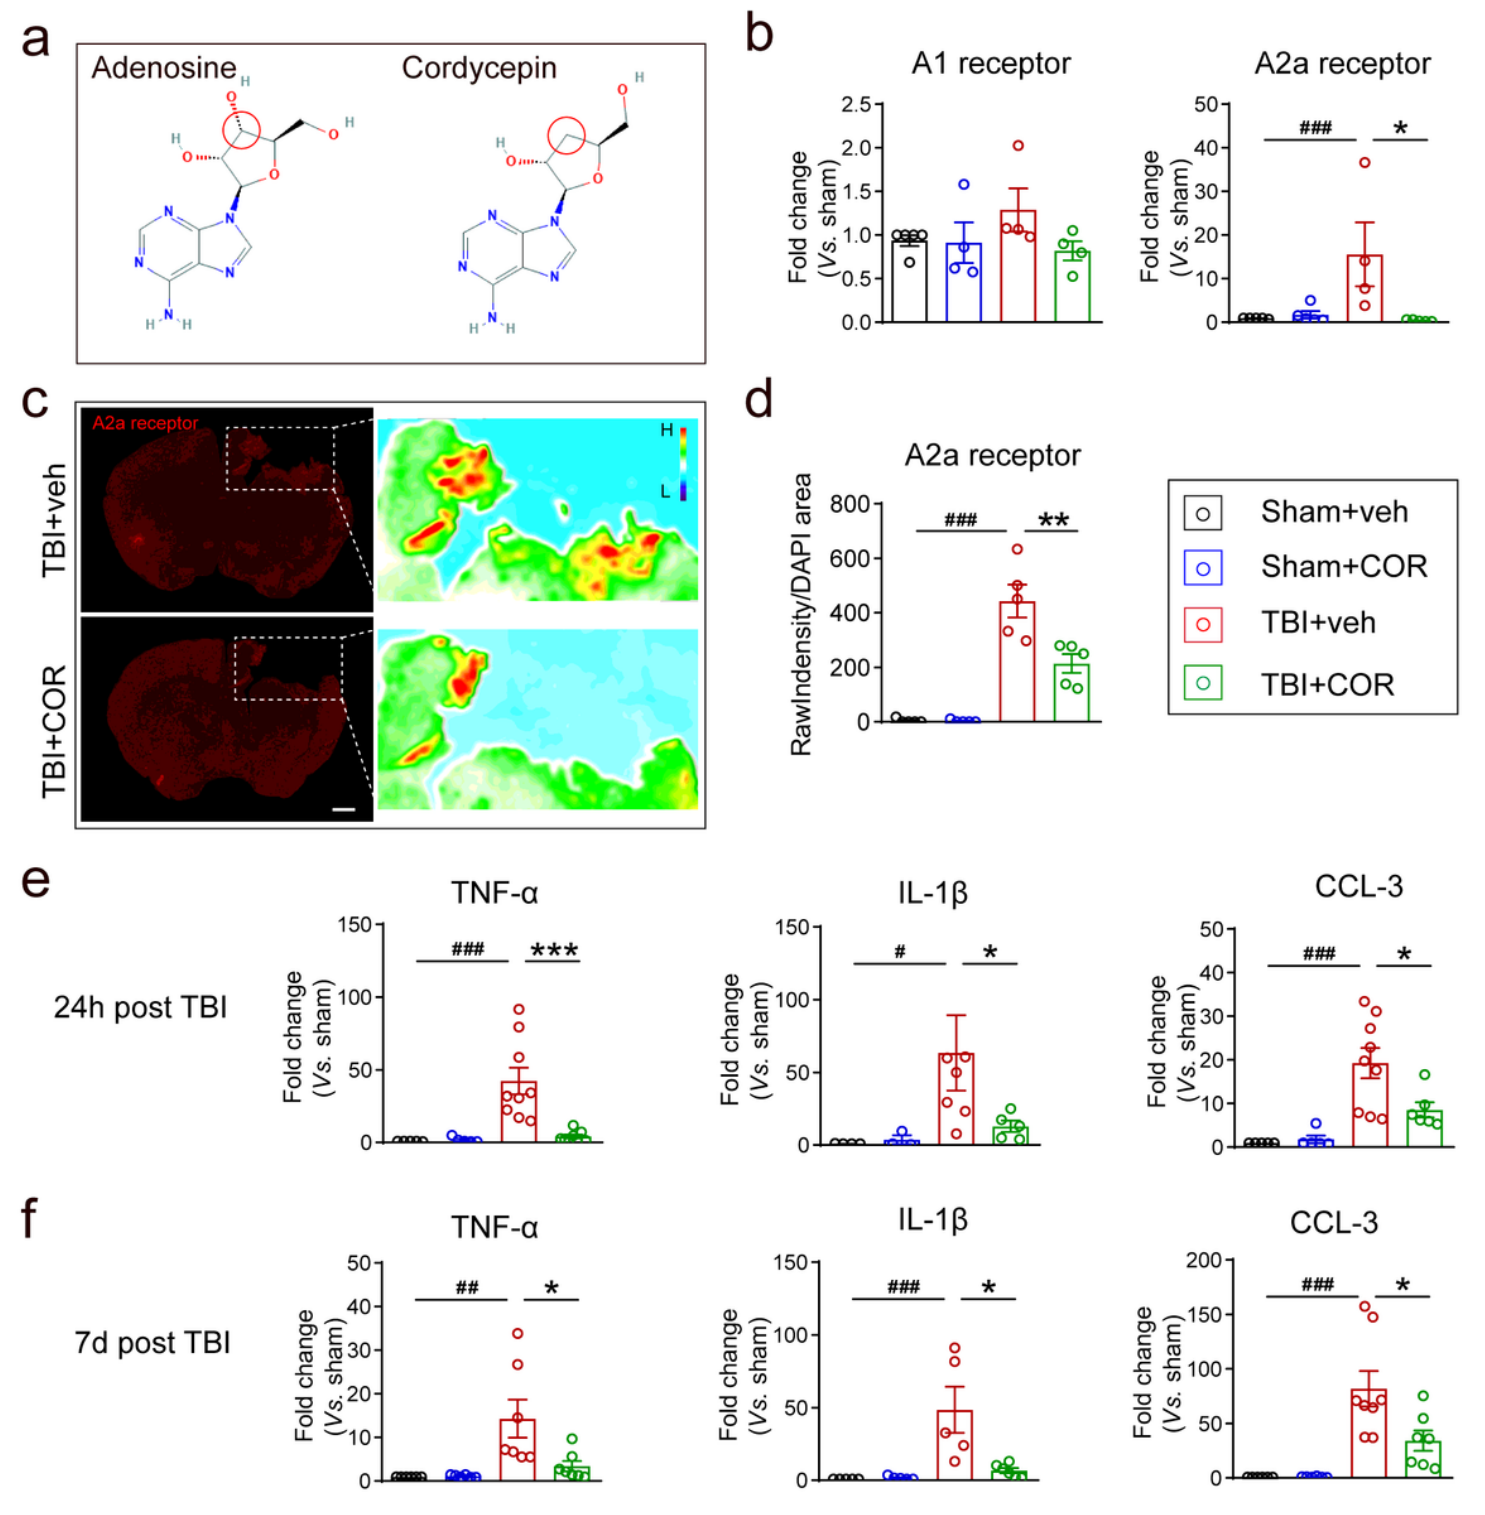 a
Adenosine
Cordycepin
H
O
H
O
O
H
O
N
N
N
N
N
H
H
H
O
H
O
O
N
N
N
N
N
H
H
b
A1 receptor
Fold change
(Vs. sham)
2.5
2.0
1.5
1.0
0.5
0.0
A2a receptor
Fold change
(Vs. sham)
50
40
30
20
10
0
###
*
c
A2a receptor
TBI+veh
H
L
TBI+COR
d
A2a receptor
RawIndensity/DAPI area
800
600
400
200
0
###
**
Sham+veh
Sham+COR
TBI+veh
TBI+COR
e
24h post TBI
TNF-α
Fold change
(Vs. sham)
150
100
50
0
###
***
IL-1β
Fold change
(Vs. sham)
150
100
50
0
#
*
CCL-3
Fold change
(Vs. sham)
50
40
30
20
10
0
###
*
f
7d post TBI
TNF-α
Fold change
(Vs. sham)
50
40
30
20
10
0
##
*
IL-1β
Fold change
(Vs. sham)
150
100
50
0
###
*
CCL-3
Fold change
(Vs. sham)
200
150
100
50
0
###
*